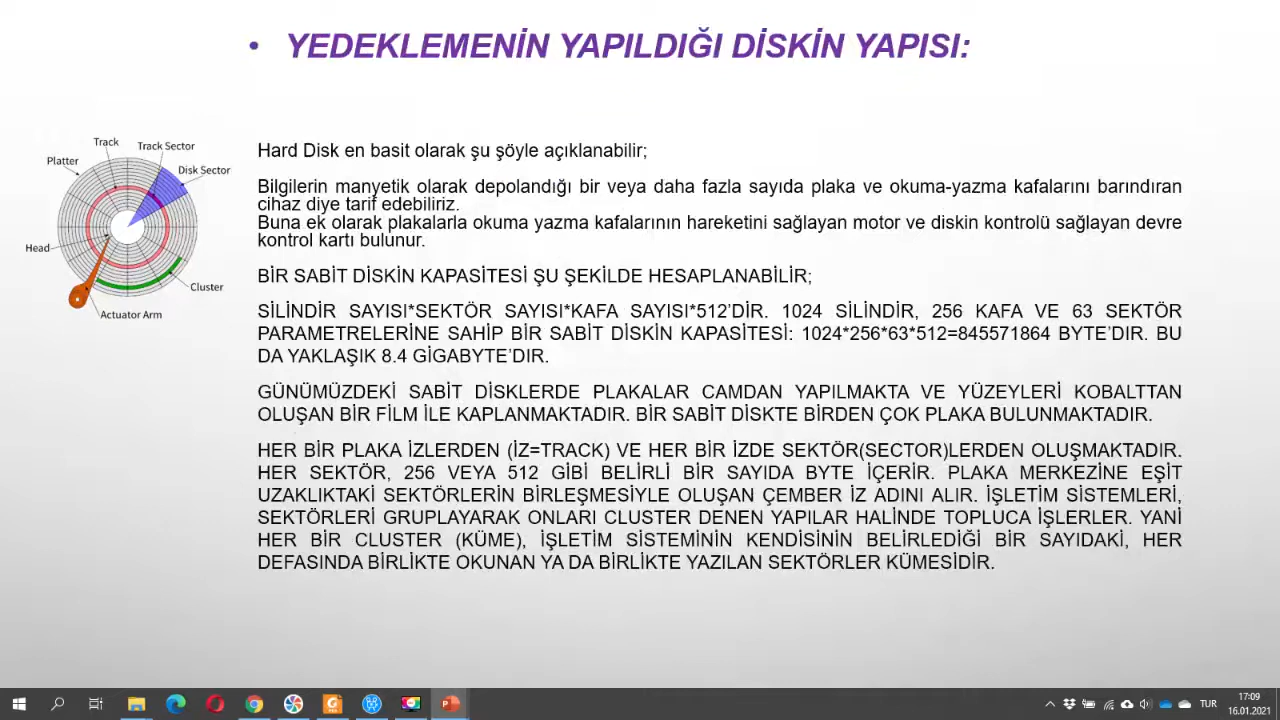 • YEDEKLEMENİN YAPILDIĞI DİSKİN YAPISI:
Track
Track Sector
Platter
Disk Sector
Head
Cluster
Actuator Arm
Hard Disk en basit olarak şu şöyle açıklanabilir;
Bilgilerin manyetik olarak depolandığı bir veya daha fazla sayıda plaka ve okuma-yazma kafalarını barındıran
cihaz diye tarif edebiliriz.
Buna ek olarak plakalarla okuma yazma kafalarının hareketini sağlayan motor ve diskin kontrolü sağlayan devre
kontrol kartı bulunur.
BİR SABİT DİSKİN KAPASİTESİ ŞU ŞEKİLDE HESAPLANABİLİR;
SİLİNDİR SAYISI*SEKTÖR SAYISI*KAFA SAYISI*512’DİR. 1024 SİLİNDİR, 256 KAFA VE 63 SEKTÖR
PARAMETRELERİNE SAHİP BİR SABİT DİSKİN KAPASİTESİ: 1024*256*63*512=845571864 BYTE’DIR. BU
DA YAKLAŞIK 8.4 GİGABYTE’DIR.
GÜNÜMÜZDEKİ SABİT DİSKLERDE PLAKALAR CAMDAN YAPILMAKTA VE YÜZEYLERİ KOBALTTAN
OLUŞAN BİR FİLM İLE KAPLANMAKTADIR. BİR SABİT DİSKTE BİRDEN ÇOK PLAKA BULUNMAKTADIR.
HER BİR PLAKA İZLERDEN (İZ=TRACK) VE HER BİR İZDE SEKTÖR(SECTOR)LERDEN OLUŞMAKTADIR.
HER SEKTÖR, 256 VEYA 512 GİBİ BELİRLİ BİR SAYIDA BYTE İÇERİR. PLAKA MERKEZİNE EŞİT
UZAKLIKTAKİ SEKTÖRLERİN BİRLEŞMESİYLE OLUŞAN ÇEMBER İZ ADINI ALIR. İŞLETİM SİSTEMLERİ,
SEKTÖRLERİ GRUPLAYARAK ONLARI CLUSTER DENEN YAPILAR HALİNDE TOPLUCA İŞLERLER. YANİ
HER BİR CLUSTER (KÜME), İŞLETİM SİSTEMİNİN KENDİSİNİN BELİRLEDİĞİ BİR SAYIDAKİ, HER
DEFASINDA BİRLİKTE OKUNAN YA DA BİRLİKTE YAZILAN SEKTÖRLER KÜMESİDİR.
TUR
17:09
16.01.2021